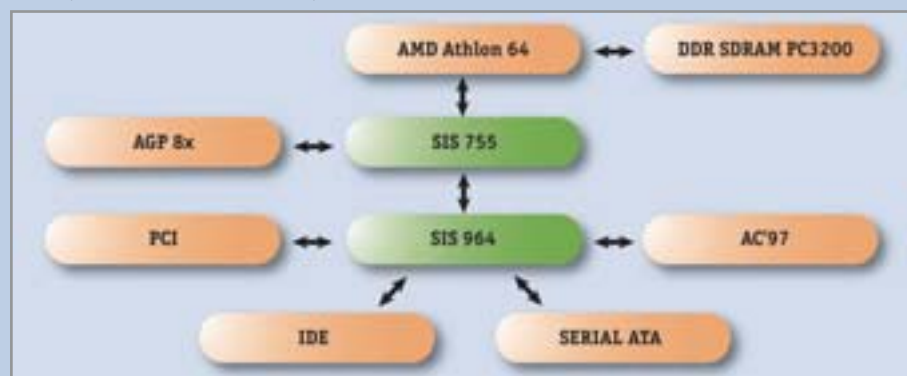 AMD Athlon 64
DDR SDRAM PC3200
AGP 8x
SIS 755
PCI
SIS 964
AC'97
IDE
SERIAL ATA